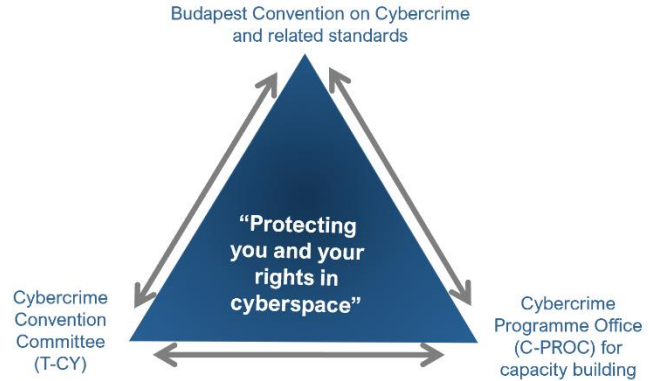 Budapest Convention on Cybercrime
and related standards
“Protecting
you and your
rights in
cyberspace”
Cybercrime
Convention
Committee
(T-CY)
Cybercrime
Programme Office
(C-PROC) for
capacity building